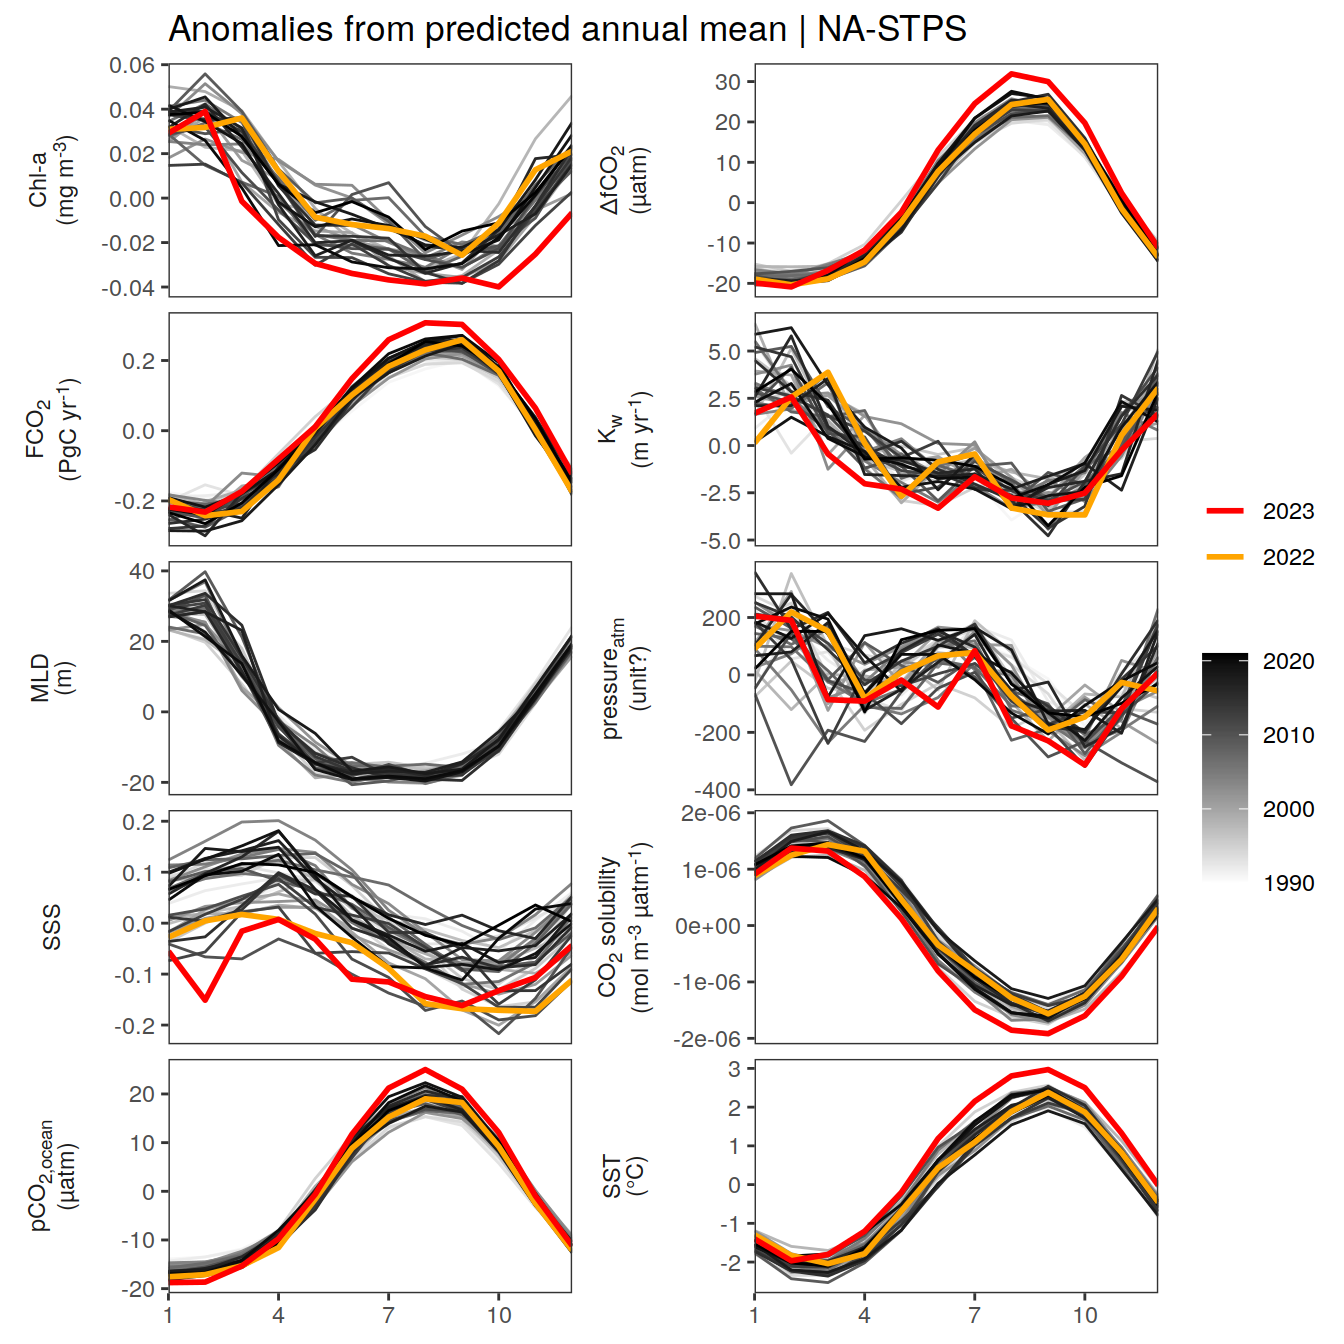 Anomalies from predicted annual mean | NA-STPS
Chl-a
(mg m-3)
0.06
0.04
0.02
0.00
-0.02
-0.04
ΔfCO2
(µatm)
30
20
10
0
-10
-20
FCO2
(PgC yr-1)
0.2
0.0
-0.2
Kw
(m yr-1)
5.0
2.5
0.0
-2.5
-5.0
MLD
(m)
40
20
0
-20
pressureatm
(unit?)
200
0
-200
-400
SSS
0.2
0.1
0.0
-0.1
-0.2
CO2 solubility
(mol m-3 µatm-1)
2e-06
1e-06
0e+00
-1e-06
-2e-06
pCO2,ocean
(µatm)
20
10
0
-10
-20
1 4 7 10
SST
(°C)
3
2
1
0
-1
-2
1 4 7 10
2023
2022
2020
2010
2000
1990